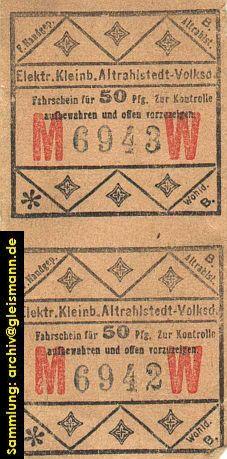 F. Handgep. B. Altrahlst.
Elektr. Kleinb. Altrahlstedt-Volksd.
Fahrschein für 50 Pfg. Zur Kontrolle
aufbewahren und offen vorzuzeigen.
M 6943 W
* Wohld. B.
Handgep. B. Altrahlst.
Elektr. Kleinb. Altrahlstedt-Volksd.
Fahrschein für 50 Pfg. Zur Kontrolle
aufbewahren und offen vorzuzeigen.
M 6942 W
* Wohld. B.
Sammlung: archiv@gleismann.de